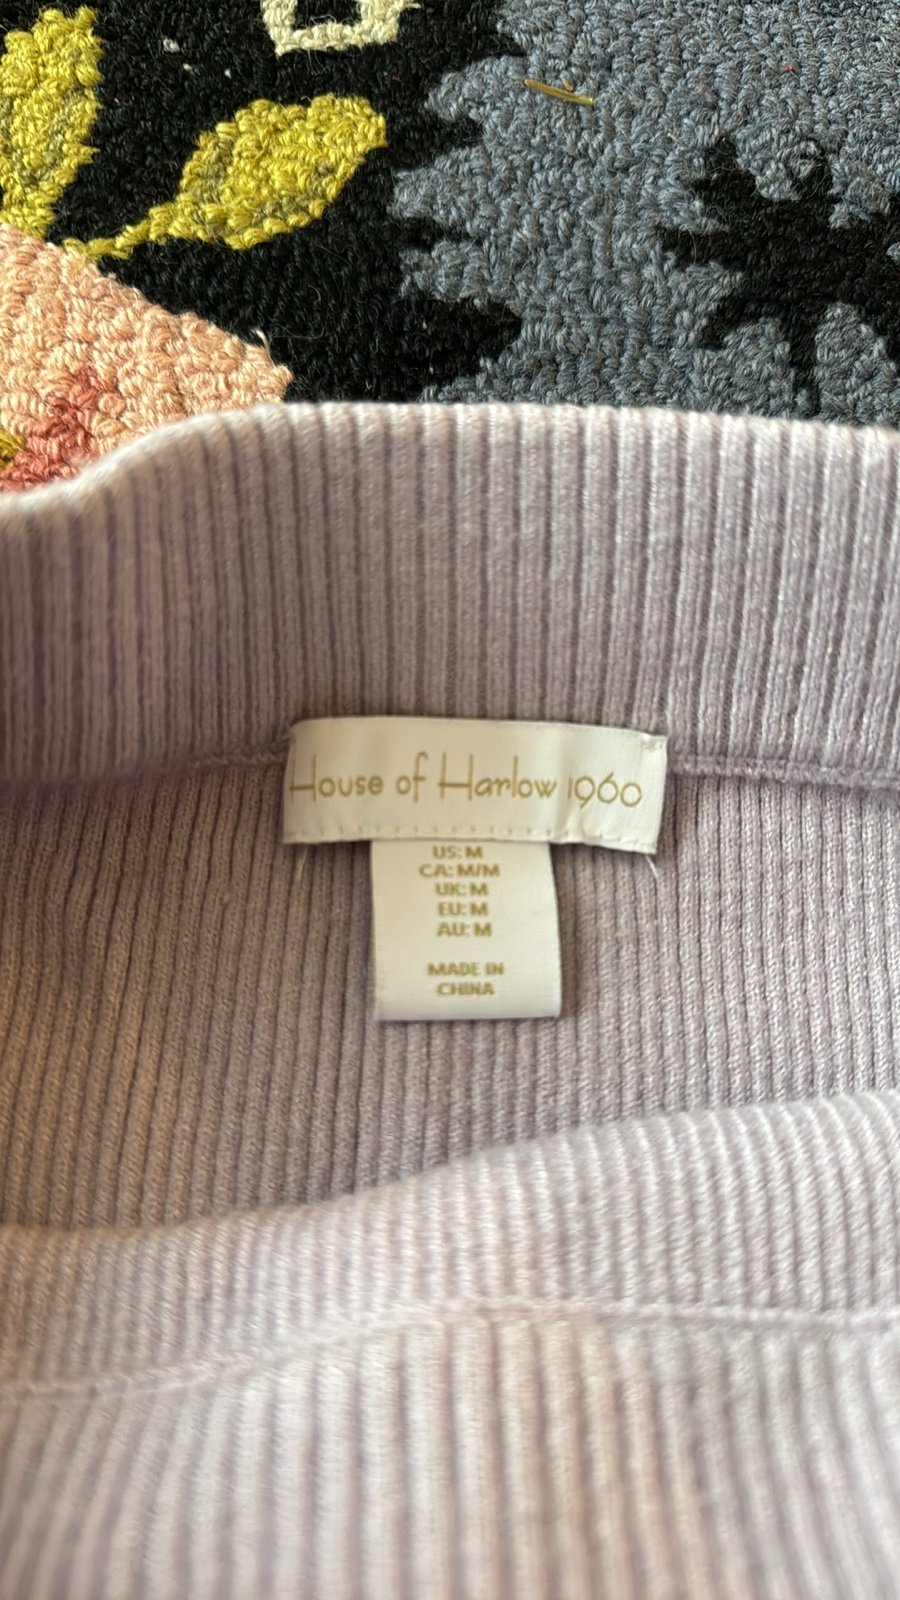 House of Harlow 1960
US: M
CA: M/M
UK: M
EU: M
AU: M
MADE IN
CHINA